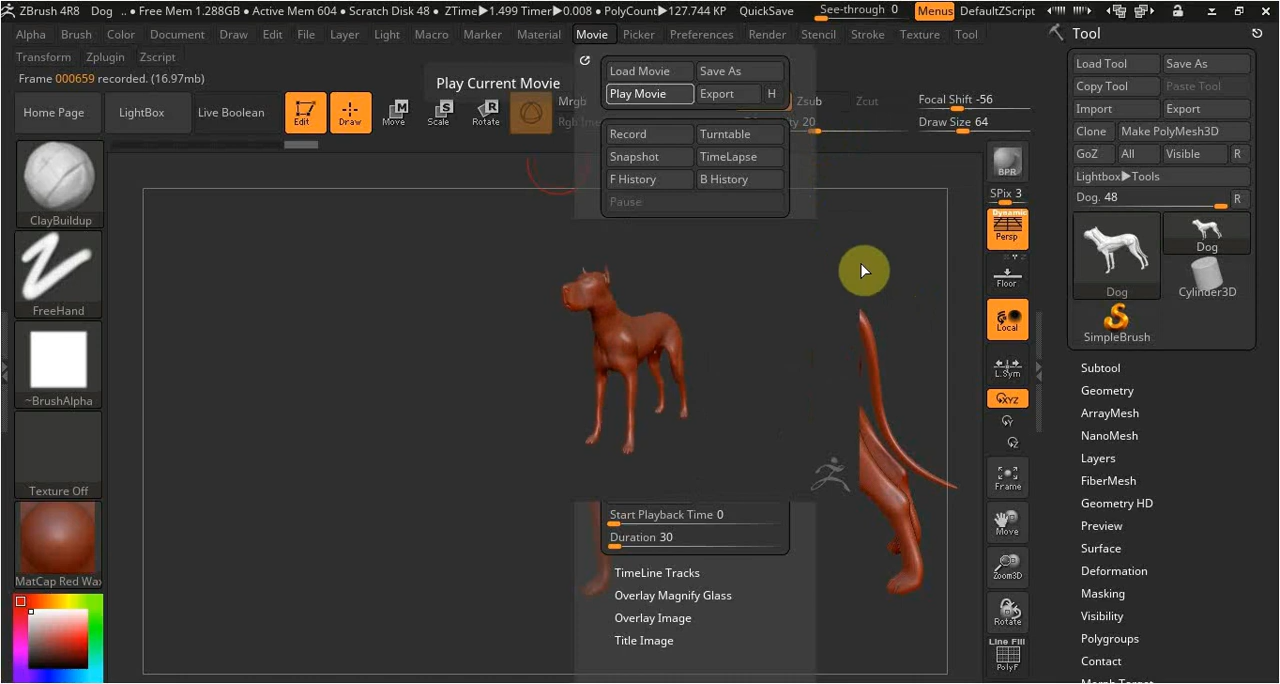 ZBrush 4R8 Dog .. • Free Mem 1.288GB • Active Mem 604 • Scratch Disk 48 • ZTime▶1.499 Timer▶0.008 • PolyCount▶127.744 KP QuickSave See-through 0 Menus DefaultZScript
Alpha Brush Color Document Draw Edit File Layer Light Macro Marker Material Movie Picker Preferences Render Stencil Stroke Texture Tool
Transform Zplugin Zscript
Frame 000659 recorded. (16.97mb)
Play Current Movie
Home Page LightBox Live Boolean Edit Draw Move Scale Rotate Mrgb Zsub Zcut
Focal Shift -56
Draw Size 64
Load Movie Save As
Play Movie Export H
Record Turntable
Snapshot TimeLapse
F History B History
Pause
Start Playback Time 0
Duration 30
TimeLine Tracks
Overlay Magnify Glass
Overlay Image
Title Image
ClayBuildup
FreeHand
~BrushAlpha
Texture Off
MatCap Red Wax
BPR
SPix 3
Dynamic
Persp
Floor
Local
L.Sym
XYZ
Y
Z
Frame
Move
Zoom3D
Rotate
Line Fill
PolyF
Tool
Load Tool Save As
Copy Tool Paste Tool
Import Export
Clone Make PolyMesh3D
GoZ All Visible R
Lightbox▶Tools
Dog. 48 R
Dog
Dog Cylinder3D
SimpleBrush
Subtool
Geometry
ArrayMesh
NanoMesh
Layers
FiberMesh
Geometry HD
Preview
Surface
Deformation
Masking
Visibility
Polygroups
Contact
Morph Target